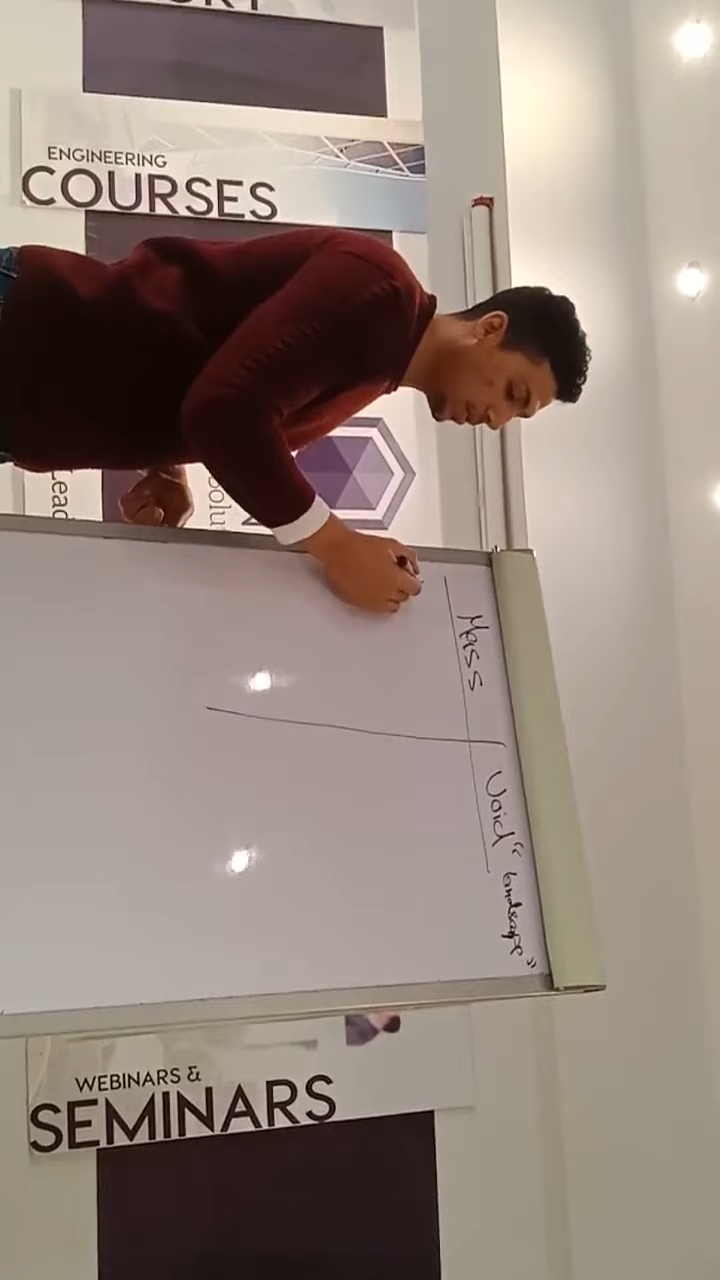 ENGINEERING
COURSES
Mass
Void “landscape”
WEBINARS &
SEMINARS